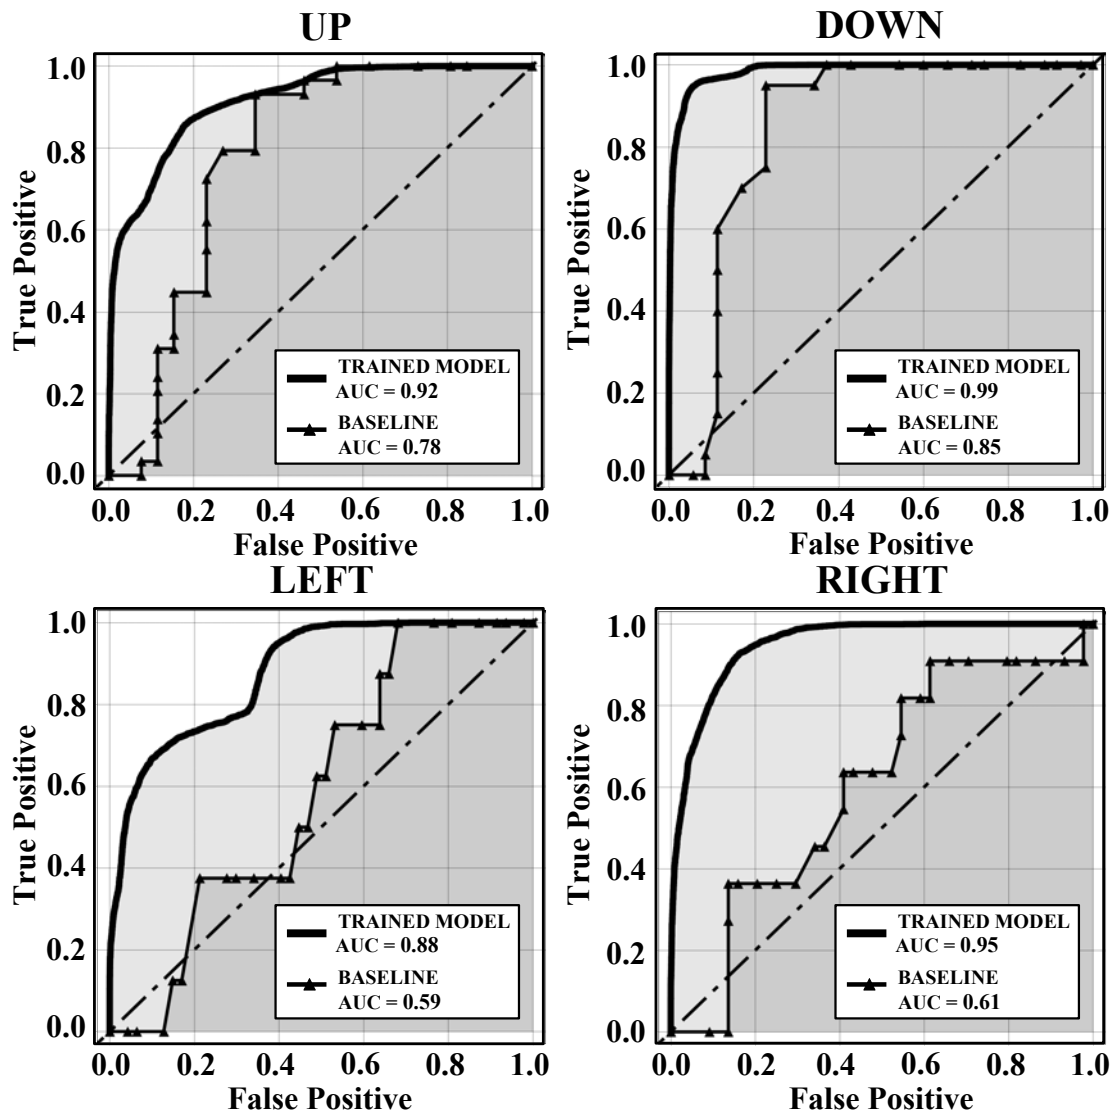 UP
1.0
0.8
0.6
0.4
0.2
0.0
True Positive
TRAINED MODEL
AUC = 0.92
BASELINE
AUC = 0.78
0.0 0.2 0.4 0.6 0.8 1.0
False Positive
DOWN
1.0
0.8
0.6
0.4
0.2
0.0
True Positive
TRAINED MODEL
AUC = 0.99
BASELINE
AUC = 0.85
0.0 0.2 0.4 0.6 0.8 1.0
False Positive
LEFT
1.0
0.8
0.6
0.4
0.2
0.0
True Positive
TRAINED MODEL
AUC = 0.88
BASELINE
AUC = 0.59
0.0 0.2 0.4 0.6 0.8 1.0
False Positive
RIGHT
1.0
0.8
0.6
0.4
0.2
0.0
True Positive
TRAINED MODEL
AUC = 0.95
BASELINE
AUC = 0.61
0.0 0.2 0.4 0.6 0.8 1.0
False Positive